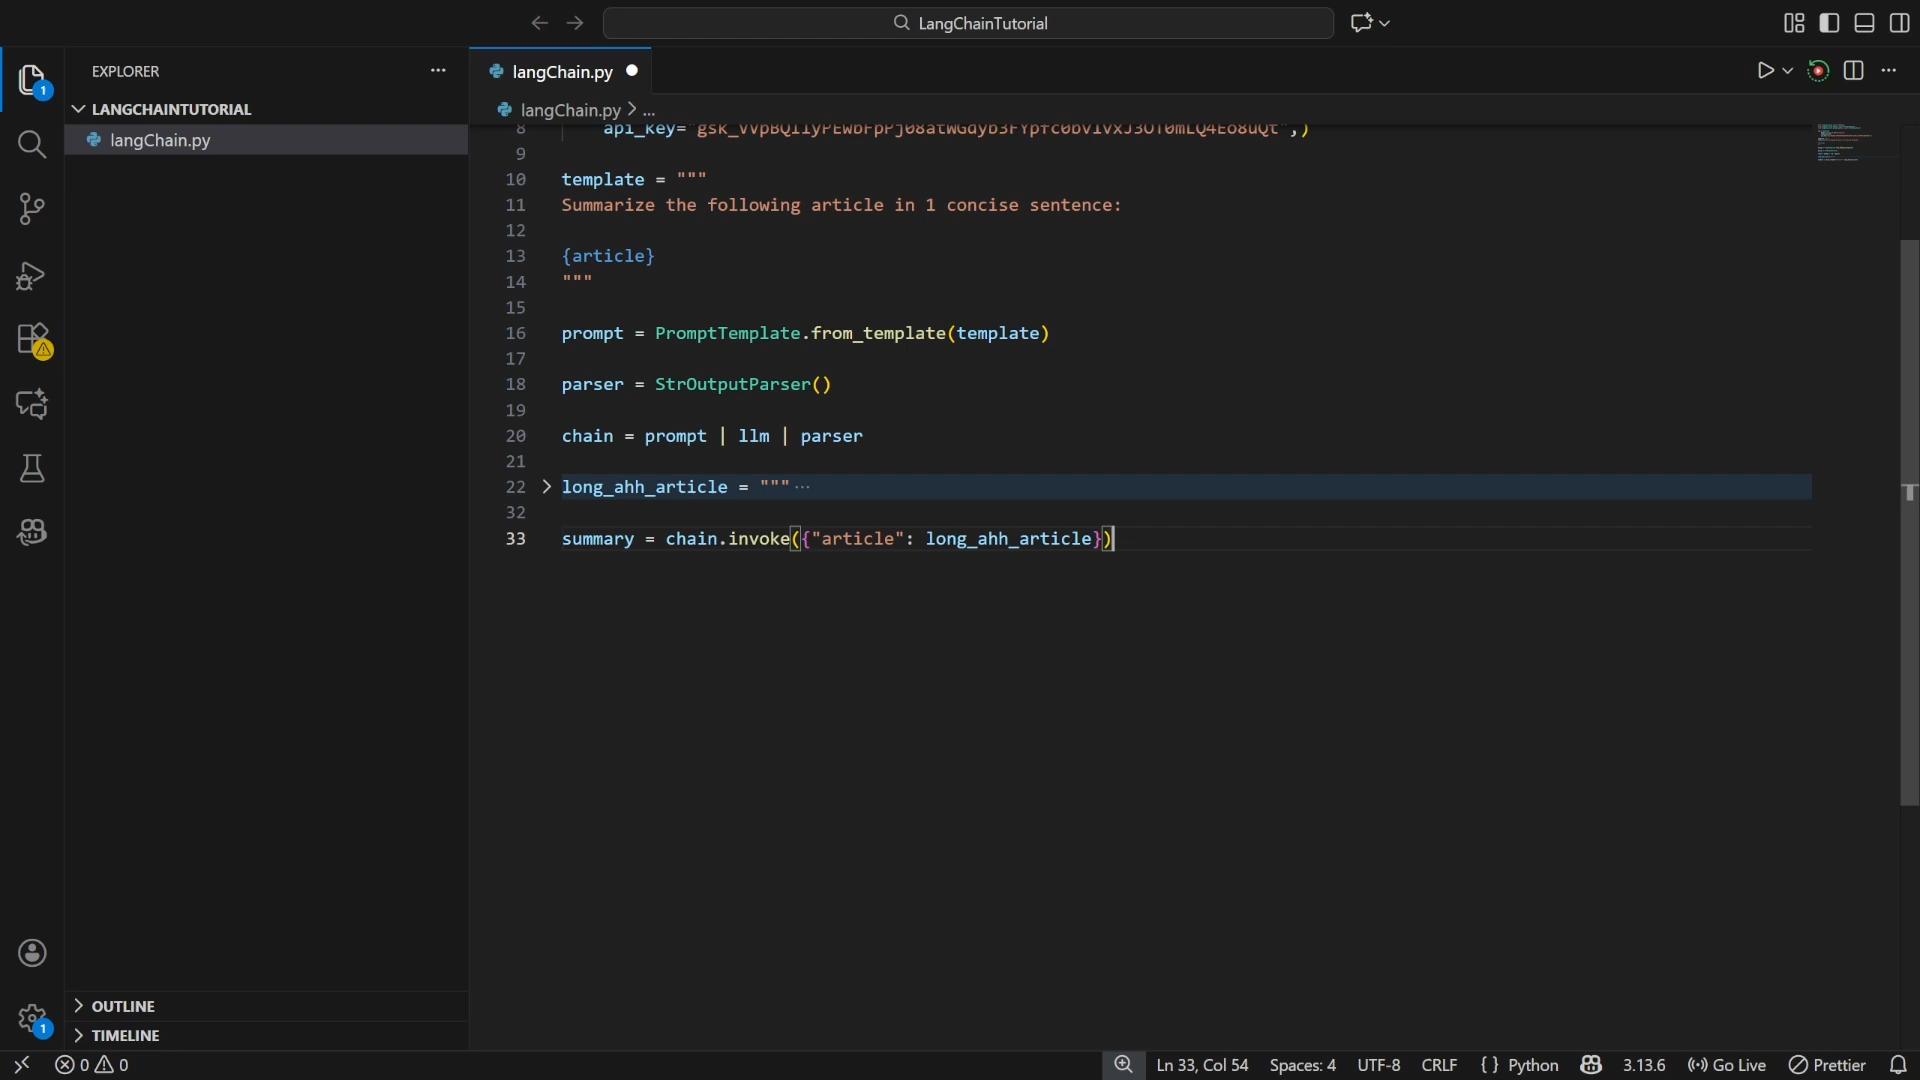 LangChainTutorial
EXPLORER
LANGCHAINTUTORIAL
langChain.py
langChain.py
langChain.py > ...
8 ,)
9
10 template = """
11 Summarize the following article in 1 concise sentence:
12
13 {article}
14 """
15
16 prompt = PromptTemplate.from_template(template)
17
18 parser = StrOutputParser()
19
20 chain = prompt | llm | parser
21
22 long_ahh_article = """ ...
32
33 summary = chain.invoke({"article": long_ahh_article})
1
1
OUTLINE
TIMELINE
0 0
Ln 33, Col 54 Spaces: 4 UTF-8 CRLF { } Python 3.13.6 Go Live Prettier